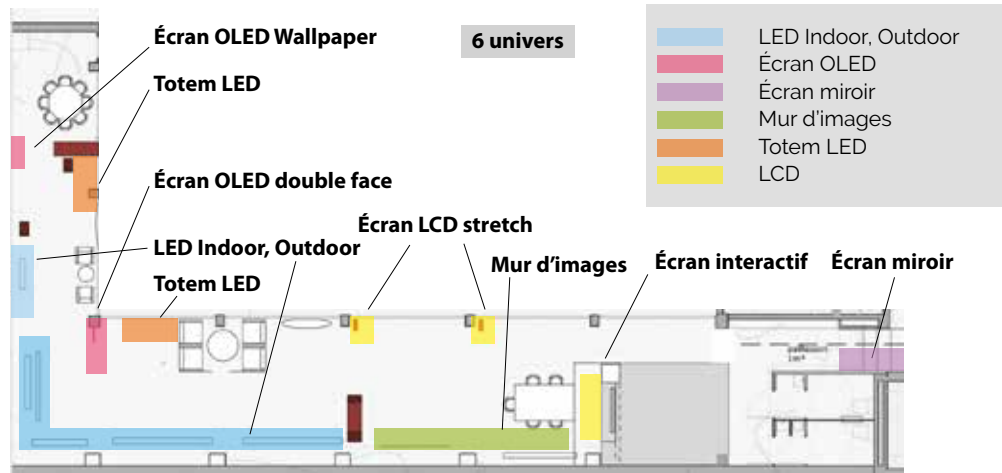 Écran OLED Wallpaper
6 univers
Totem LED
Écran OLED double face
LED Indoor, Outdoor
Totem LED
Écran LCD stretch
Mur d'images
Écran interactif
Écran miroir
LED Indoor, Outdoor
Écran OLED
Écran miroir
Mur d'images
Totem LED
LCD